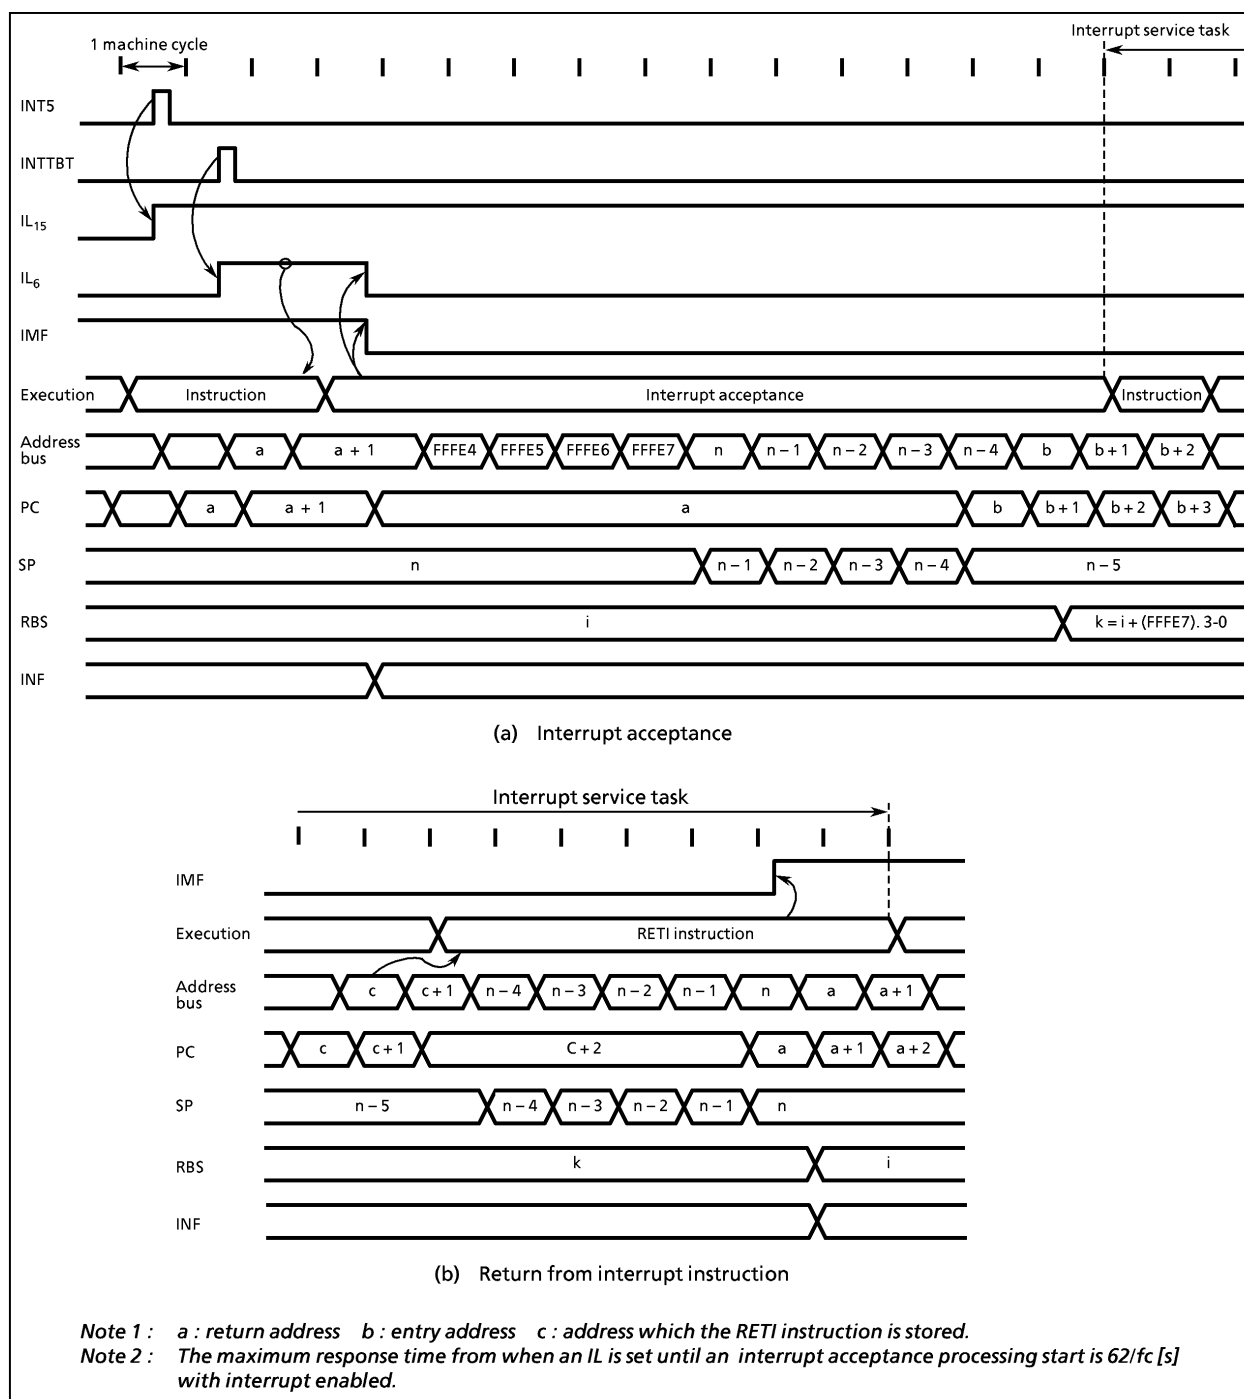 Interrupt service task
1 machine cycle
INT5
INTTBT
IL15
IL6
IMF
Execution Instruction Interrupt acceptance Instruction
Address bus a a + 1 FFFE4 FFFE5 FFFE6 FFFE7 n n – 1 n – 2 n – 3 n – 4 b b + 1 b + 2
PC a a + 1 a b b + 1 b + 2 b + 3
SP n n – 1 n – 2 n – 3 n – 4 n – 5
RBS i k = i + (FFFE7). 3-0
INF
(a) Interrupt acceptance
Interrupt service task
IMF
Execution RETI instruction
Address bus c c + 1 n – 4 n – 3 n – 2 n – 1 n a a + 1
PC c c + 1 C + 2 a a + 1 a + 2
SP n – 5 n – 4 n – 3 n – 2 n – 1 n
RBS k i
INF
(b) Return from interrupt instruction
Note 1 : a : return address b : entry address c : address which the RETI instruction is stored.
Note 2 : The maximum response time from when an IL is set until an interrupt acceptance processing start is 62/fc [s]
with interrupt enabled.